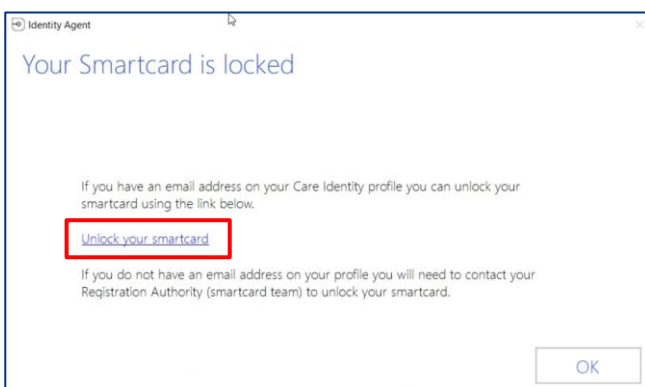 Identity Agent
Your Smartcard is locked
If you have an email address on your Care Identity profile you can unlock your
smartcard using the link below.
Unlock your smartcard
If you do not have an email address on your profile you will need to contact your
Registration Authority (smartcard team) to unlock your smartcard.
OK